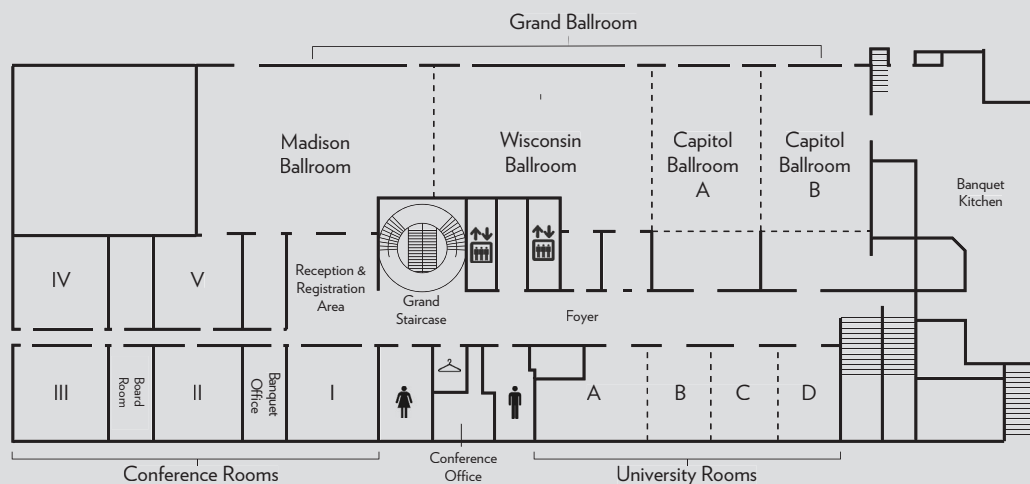 Grand Ballroom
Madison
Ballroom
Wisconsin
Ballroom
Capitol
Ballroom
A
Capitol
Ballroom
B
Banquet
Kitchen
IV
V
Reception &
Registration
Area
Grand
Staircase
Foyer
III
Board
Room
II
Banquet
Office
I
A
B
C
D
Conference Rooms
Conference
Office
University Rooms